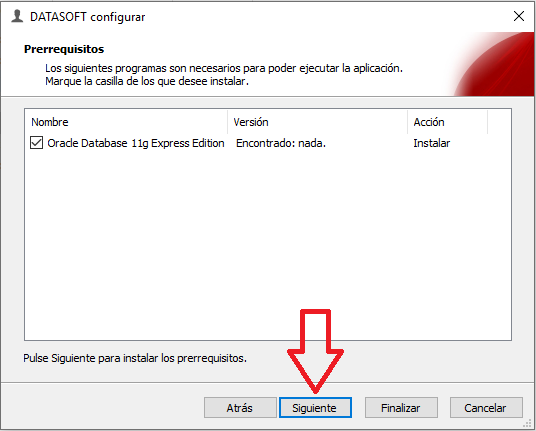 DATASOFT configurar
Prerrequisitos
Los siguientes programas son necesarios para poder ejecutar la aplicación.
Marque la casilla de los que desee instalar.
Nombre Versión Acción
Oracle Database 11g Express Edition Encontrado: nada. Instalar
Pulse Siguiente para instalar los prerrequisitos.
Atrás Siguiente Finalizar Cancelar